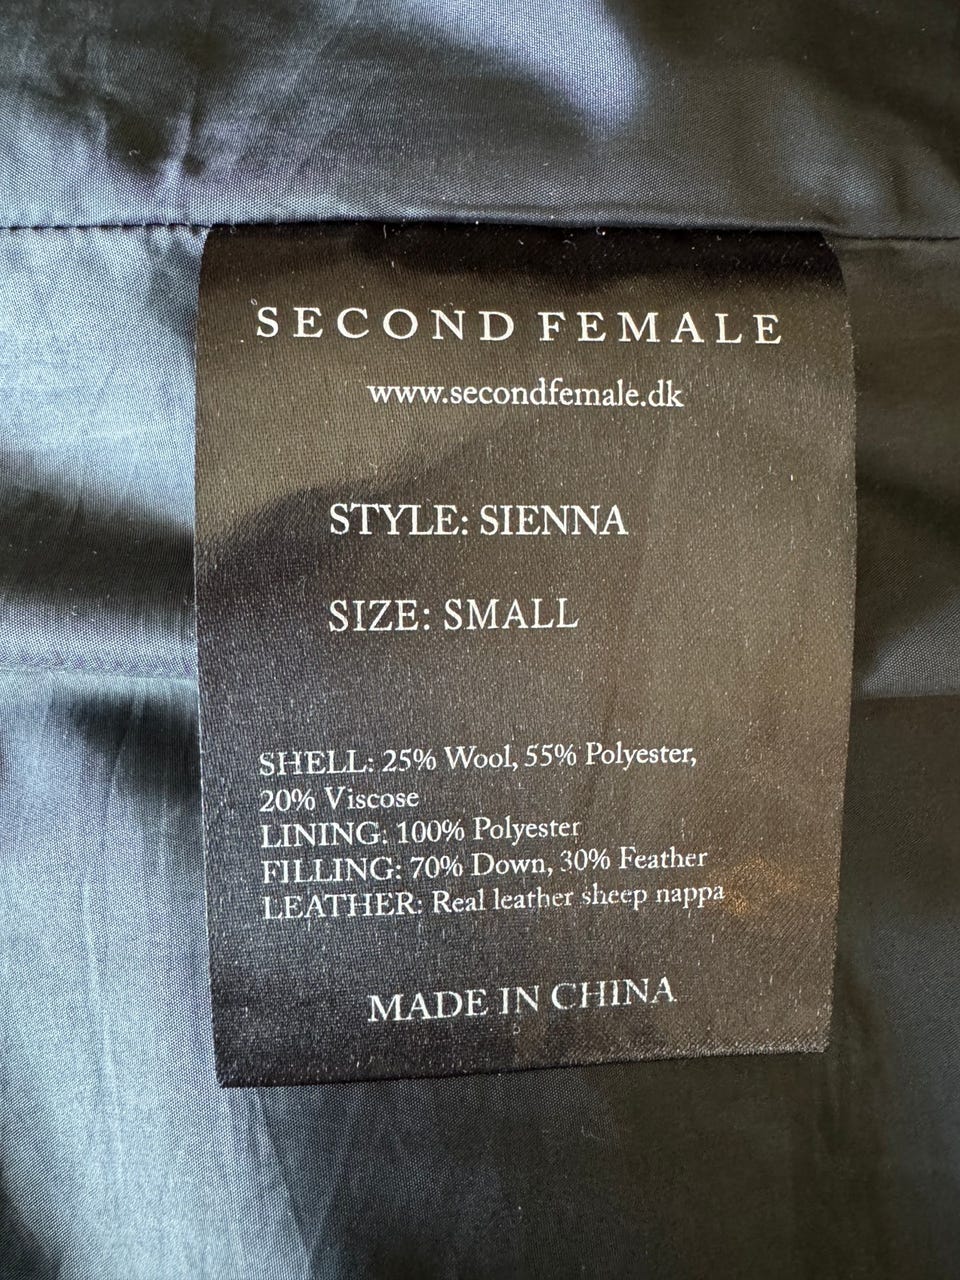 SECOND FEMALE
www.secondfemale.dk
STYLE: SIENNA
SIZE: SMALL
SHELL: 25% Wool, 55% Polyester,
20% Viscose
LINING: 100% Polyester
FILLING: 70% Down, 30% Feather
LEATHER: Real leather sheep nappa
MADE IN CHINA